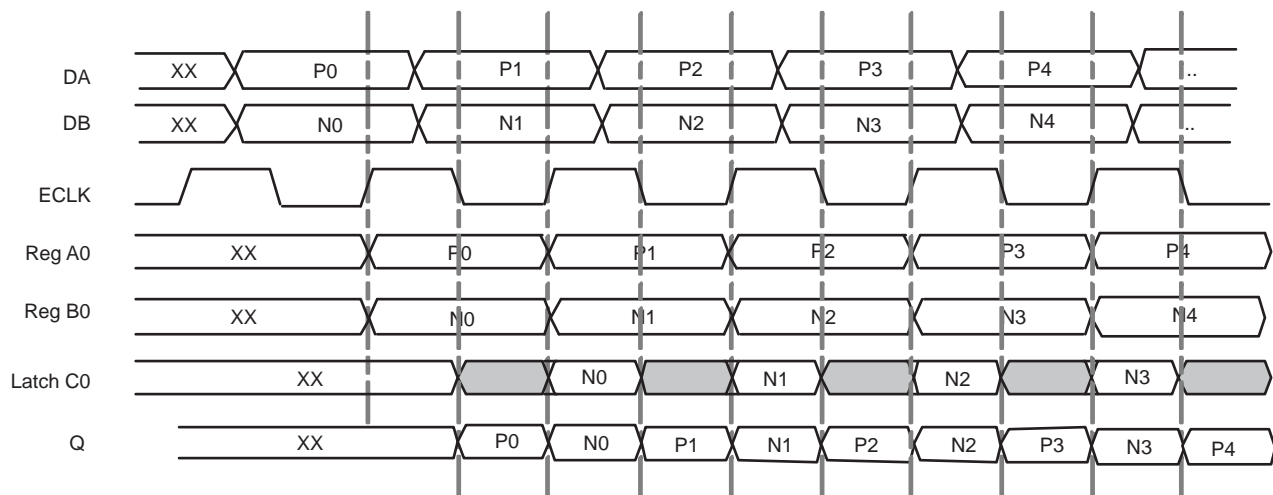 DA XX P0 P1 P2 P3 P4 ..
DB XX N0 N1 N2 N3 N4 ..
ECLK
Reg A0 XX P0 P1 P2 P3 P4
Reg B0 XX N0 N1 N2 N3 N4
Latch C0 XX N0 N1 N2 N3
Q XX P0 N0 P1 N1 P2 N2 P3 N3 P4